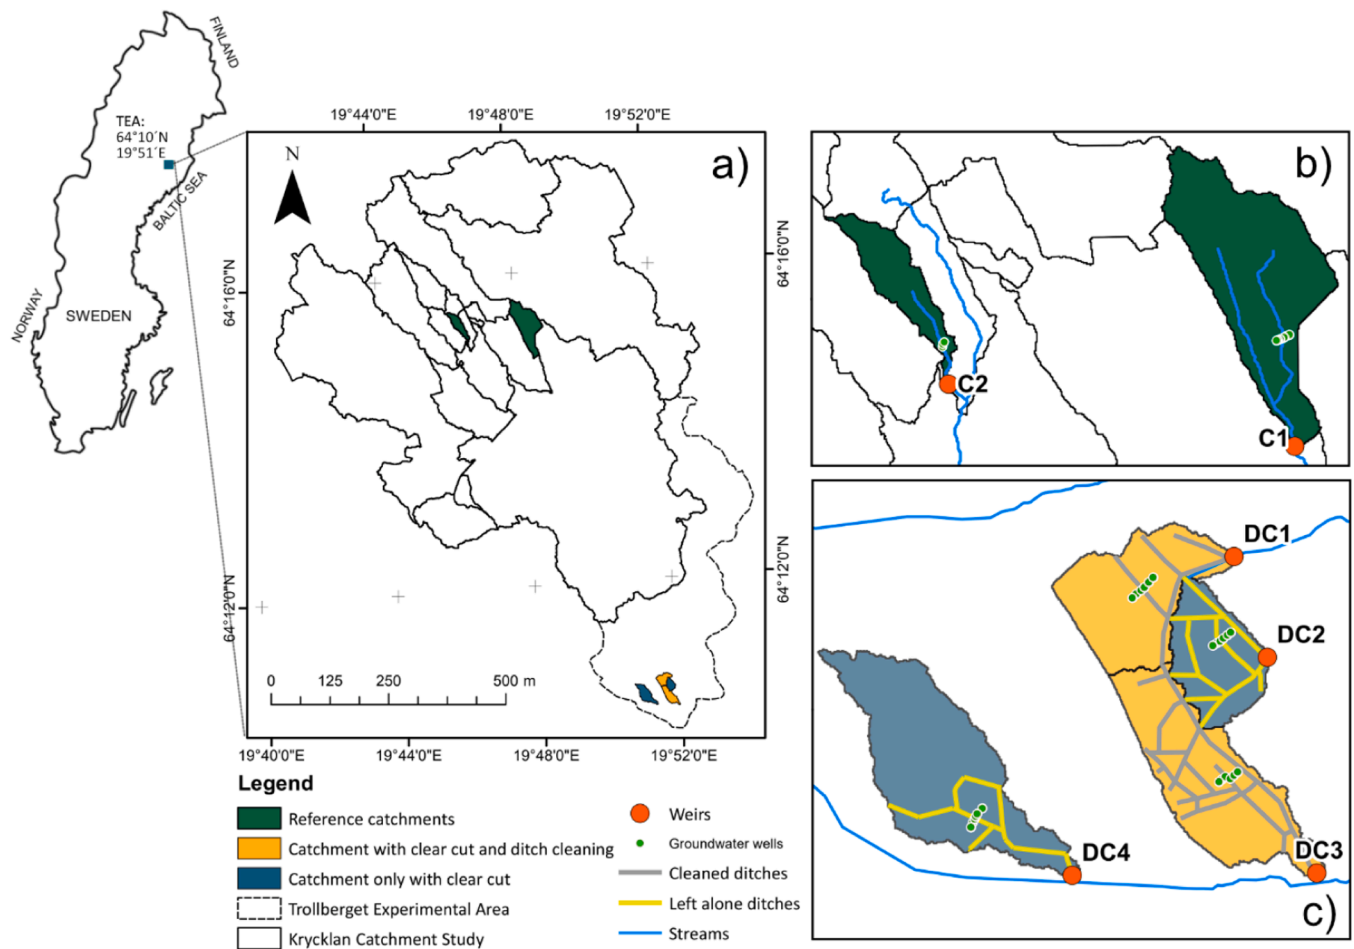 FINLAND
TEA:
64°10´N
19°51´E
BALTIC SEA
NORWAY
SWEDEN
19°44'0"E 19°48'0"E 19°52'0"E
N
a)
64°16'0"N
64°16'0"N
64°12'0"N
64°12'0"N
0 125 250 500 m
19°40'0"E 19°44'0"E 19°48'0"E 19°52'0"E
b)
C2
C1
DC1
DC2
DC3
DC4
c)
Legend
Reference catchments
Catchment with clear cut and ditch cleaning
Catchment only with clear cut
Trollberget Experimental Area
Krycklan Catchment Study
Weirs
Groundwater wells
Cleaned ditches
Left alone ditches
Streams